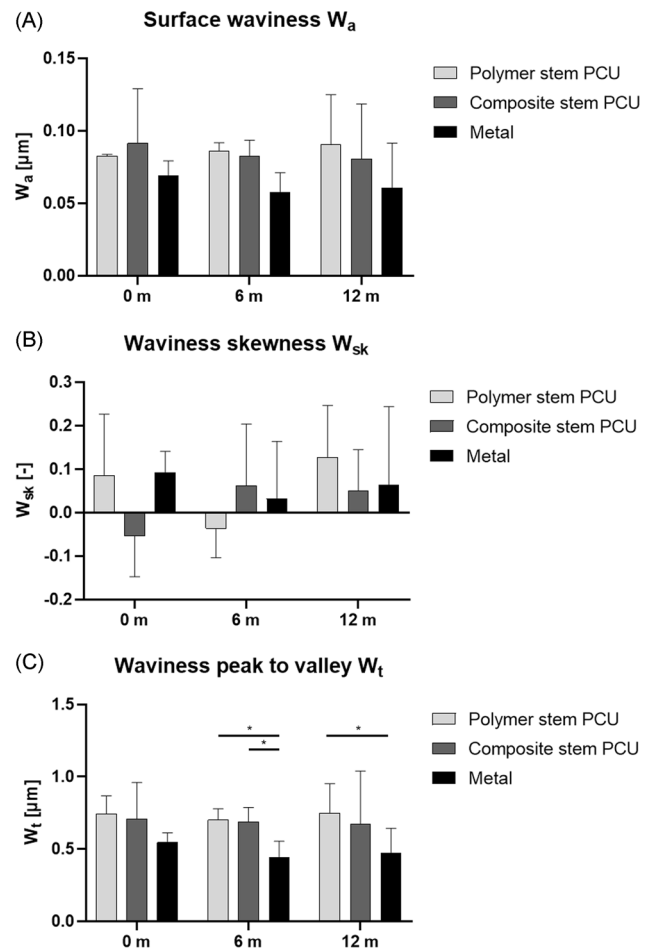 (A)
Surface waviness Wa
Wa [µm]
0.15
0.10
0.05
0.00
0 m
6 m
12 m
Polymer stem PCU
Composite stem PCU
Metal
(B)
Waviness skewness Wsk
Wsk [-]
0.3
0.2
0.1
0.0
-0.1
-0.2
0 m
6 m
12 m
Polymer stem PCU
Composite stem PCU
Metal
(C)
Waviness peak to valley Wt
Wt [µm]
1.5
1.0
0.5
0.0
*
*
*
0 m
6 m
12 m
Polymer stem PCU
Composite stem PCU
Metal